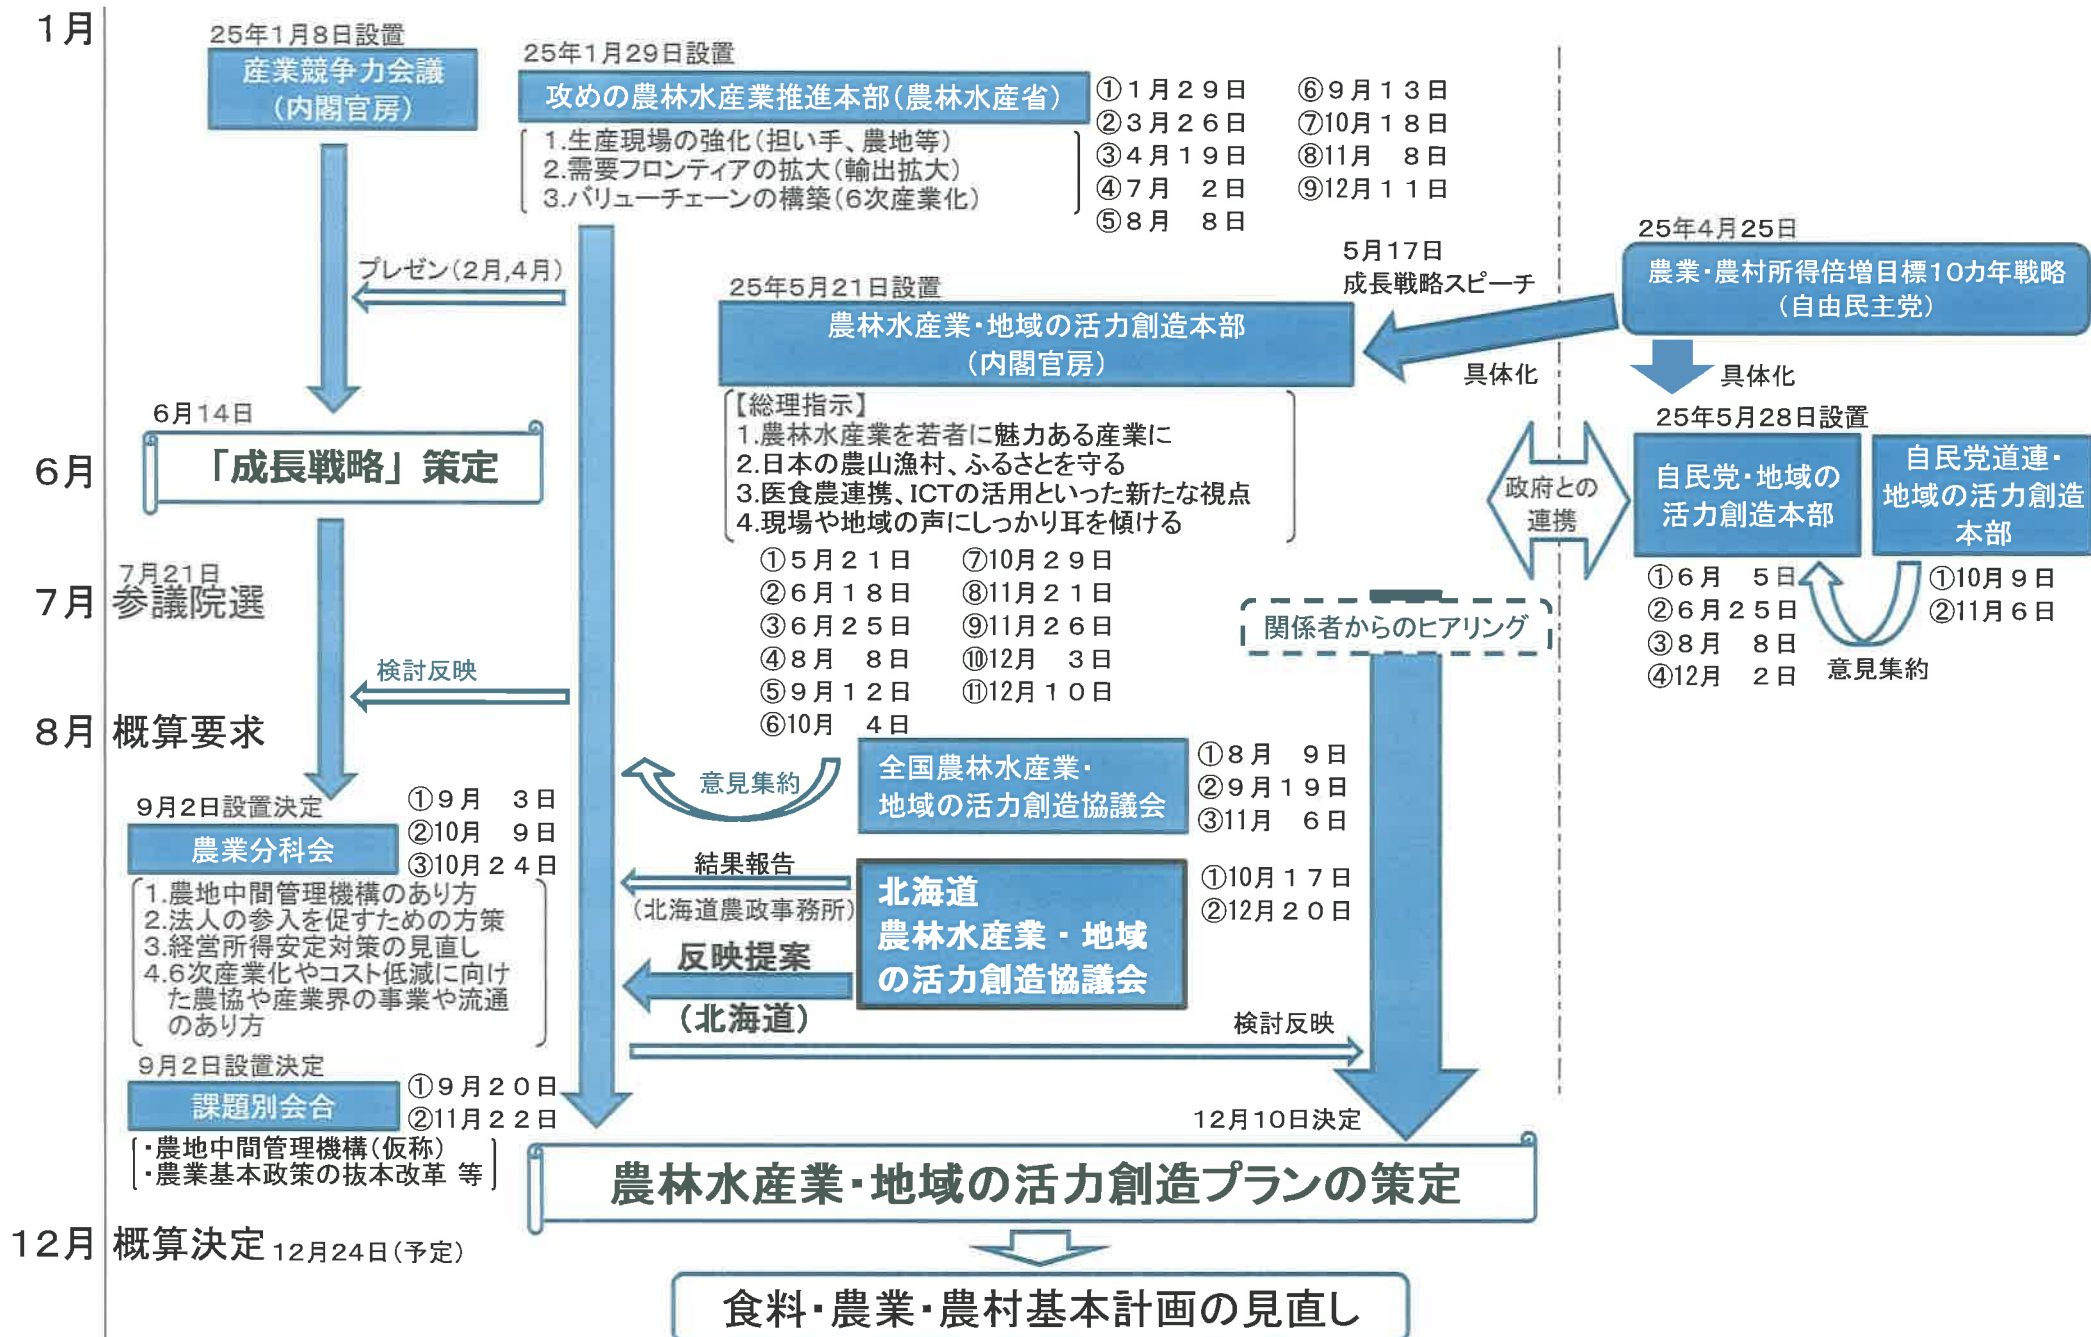 1月
25年1月8日設置
産業競争力会議
(内閣官房)
25年1月29日設置
攻めの農林水産業推進本部(農林水産省)
1.生産現場の強化(担い手、農地等)
2.需要フロンティアの拡大(輸出拡大)
3.バリューチェーンの構築(6次産業化)
①1月29日
②3月26日
③4月19日
④7月 2日
⑤8月 8日
⑥9月13日
⑦10月18日
⑧11月 8日
⑨12月11日
プレゼン(2月,4月)
25年4月25日
農業・農村所得倍増目標10カ年戦略
(自由民主党)
5月17日
成長戦略スピーチ
具体化
具体化
25年5月21日設置
農林水産業・地域の活力創造本部
(内閣官房)
【総理指示】
1.農林水産業を若者に魅力ある産業に
2.日本の農山漁村、ふるさとを守る
3.医食農連携、ICTの活用といった新たな視点
4.現場や地域の声にしっかり耳を傾ける
①5月21日
②6月18日
③6月25日
④8月 8日
⑤9月12日
⑥10月 4日
⑦10月29日
⑧11月21日
⑨11月26日
⑩12月 3日
⑪12月10日
政府との
連携
25年5月28日設置
自民党・地域の
活力創造本部
①6月 5日
②6月25日
③8月 8日
④12月 2日
自民党道連・
地域の活力創造
本部
①10月9日
②11月6日
意見集約
6月14日
6月
「成長戦略」策定
7月21日
7月
参議院選
関係者からのヒアリング
検討反映
8月
概算要求
意見集約
全国農林水産業・
地域の活力創造協議会
①8月 9日
②9月19日
③11月 6日
9月2日設置決定
農業分科会
①9月 3日
②10月 9日
③10月24日
1.農地中間管理機構のあり方
2.法人の参入を促すための方策
3.経営所得安定対策の見直し
4.6次産業化やコスト低減に向け
た農協や産業界の事業や流通
のあり方
結果報告
(北海道農政事務所)
反映提案
(北海道)
北海道
農林水産業・地域
の活力創造協議会
①10月17日
②12月20日
検討反映
9月2日設置決定
課題別会合
①9月20日
②11月22日
・農地中間管理機構(仮称)
・農業基本政策の抜本改革 等
12月10日決定
農林水産業・地域の活力創造プランの策定
12月
概算決定 12月24日(予定)
食料・農業・農村基本計画の見直し